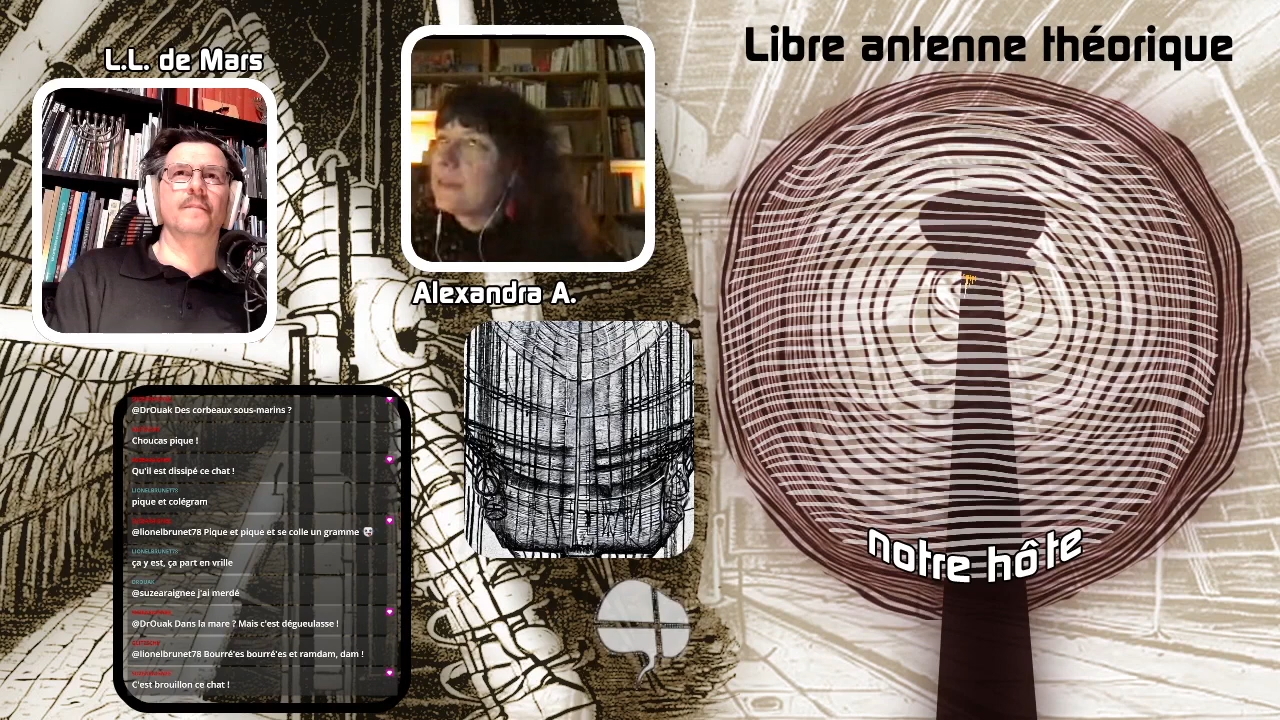 Libre antenne théorique
L.L. de Mars
Alexandra A.
@DrOuak Des corbeaux sous-marins ?
Choucas pique !
Qu'il est dissipé ce chat !
LIONELBRUNET78
pique et colégram
@lionelbrunet78 Pique et pique et se colle un gramme
LIONELBRUNET78
ça y est, ça part en vrille
DROUAK
@suzearaignee j'ai merdé
@DrOuak Dans la mare ? Mais c'est dégueulasse !
@lionelbrunet78 Bourré'es bourré'es et ramdam, dam !
C'est brouillon ce chat !
notre hôte